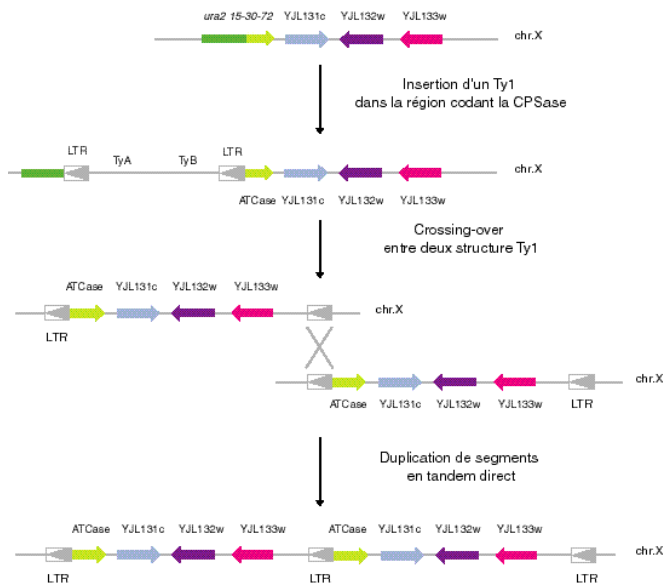 ura2 15-30-72 YJL131c YJL132w YJL133w
chr.X
Insertion d'un Ty1
dans la région codant la CPSase
LTR TyA TyB LTR
chr.X
ATCase YJL131c YJL132w YJL133w
Crossing-over
entre deux structure Ty1
ATCase YJL131c YJL132w YJL133w
chr.X
LTR
chr.X
ATCase YJL131c YJL132w YJL133w LTR
Duplication de segments
en tandem direct
ATCase YJL131c YJL132w YJL133w ATCase YJL131c YJL132w YJL133w
chr.X
LTR LTR LTR